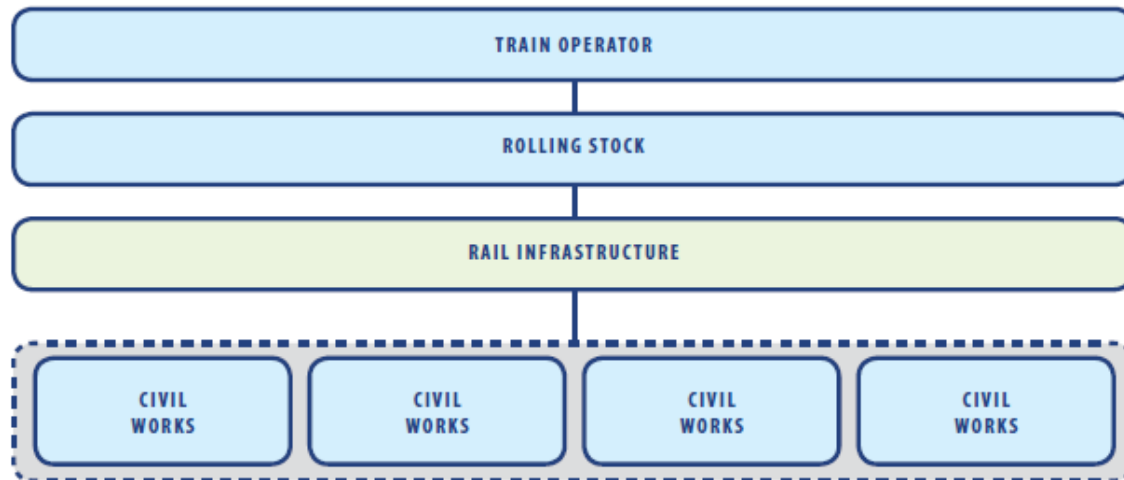 TRAIN OPERATOR
ROLLING STOCK
RAIL INFRASTRUCTURE
CIVIL
WORKS
CIVIL
WORKS
CIVIL
WORKS
CIVIL
WORKS